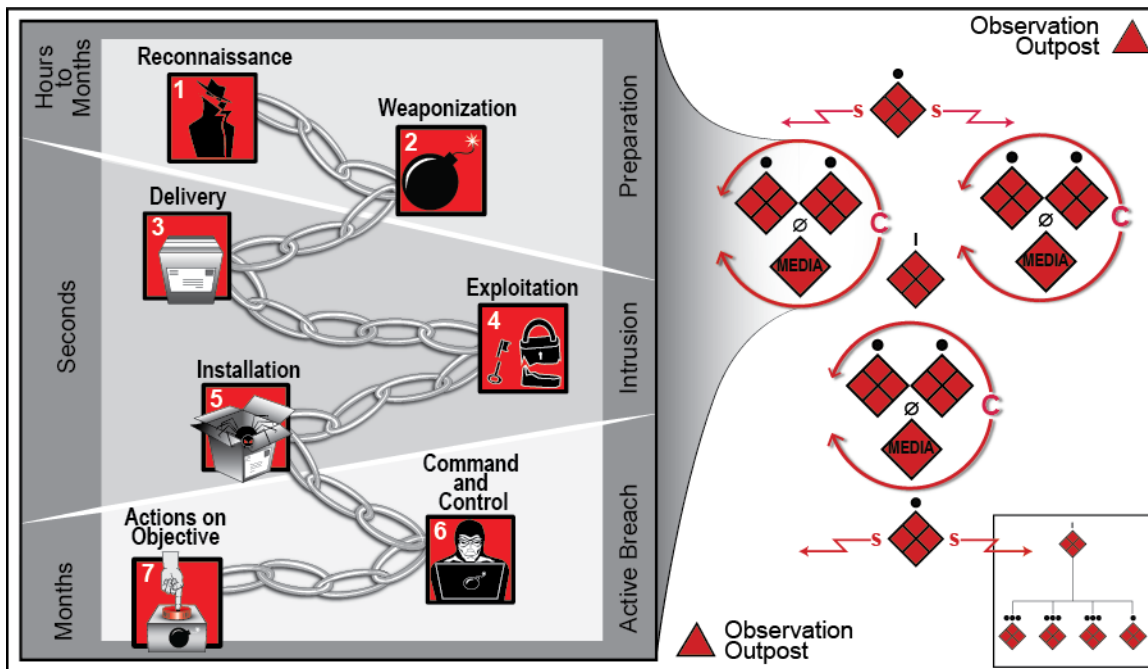 Hours
to
Months
Seconds
Months
Reconnaissance
1
Weaponization
2
Delivery
3
Exploitation
4
Installation
5
Command
and
Control
6
Actions on
Objective
7
Preparation
Intrusion
Active Breach
Observation
Outpost
S S
C
Ø
MEDIA
C
Ø
MEDIA
I
C
Ø
MEDIA
S S
I
Observation
Outpost